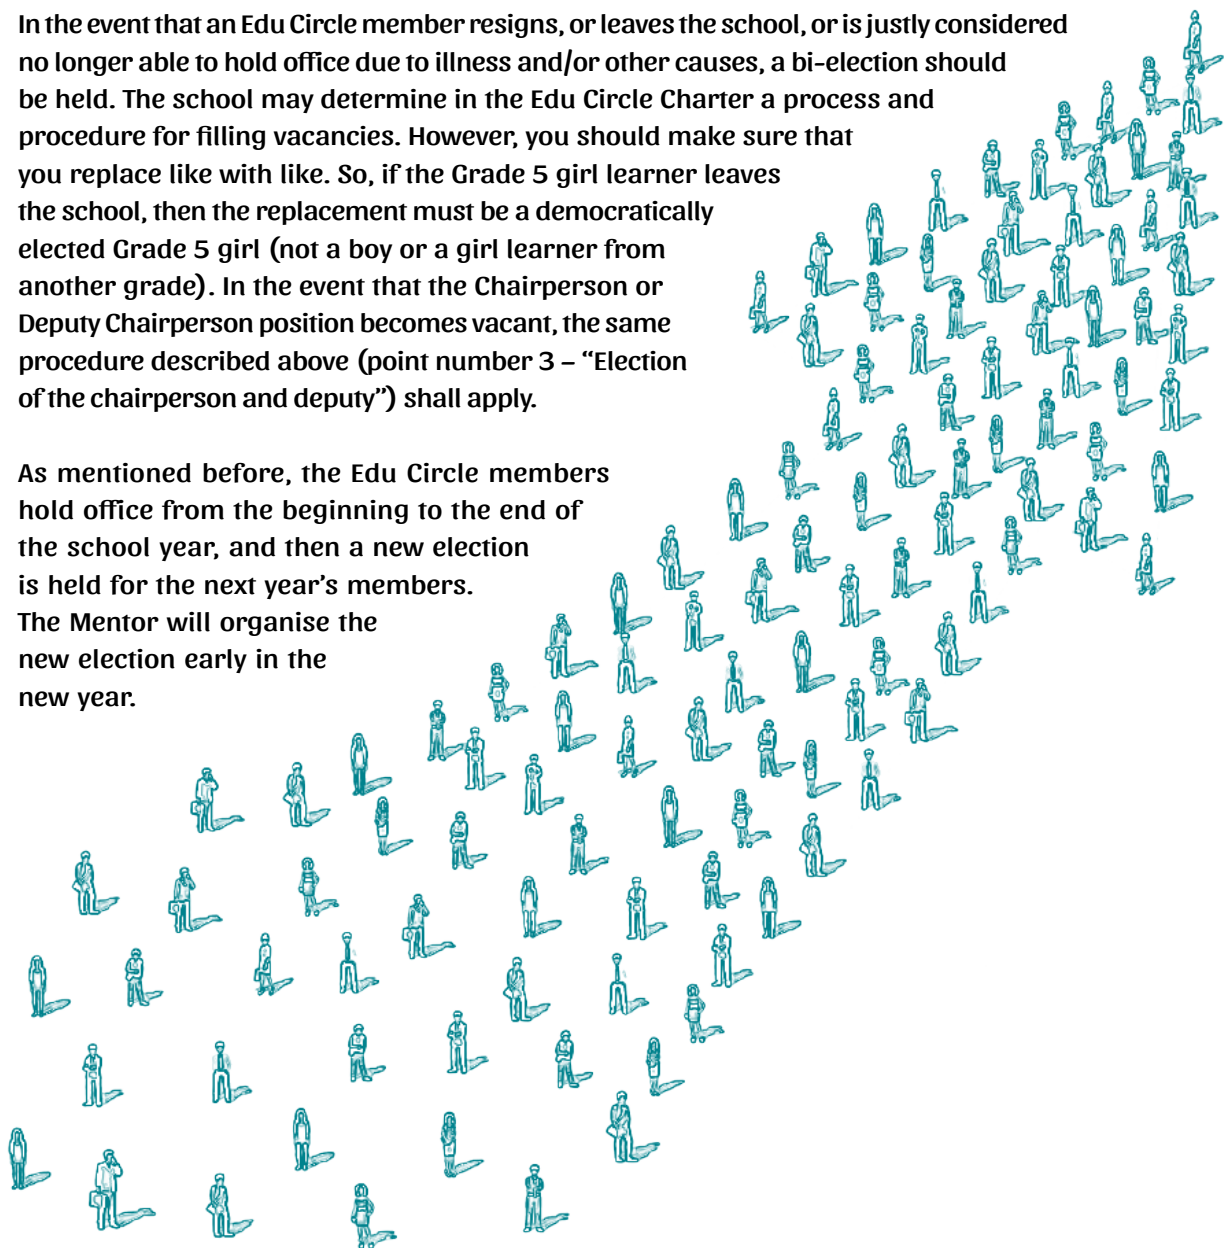 In the event that an Edu Circle member resigns, or leaves the school, or is justly considered
no longer able to hold office due to illness and/or other causes, a bi-election should
be held. The school may determine in the Edu Circle Charter a process and
procedure for filling vacancies. However, you should make sure that
you replace like with like. So, if the Grade 5 girl learner leaves
the school, then the replacement must be a democratically
elected Grade 5 girl (not a boy or a girl learner from
another grade). In the event that the Chairperson or
Deputy Chairperson position becomes vacant, the same
procedure described above (point number 3 – “Election
of the chairperson and deputy”) shall apply.
As mentioned before, the Edu Circle members
hold office from the beginning to the end of
the school year, and then a new election
is held for the next year’s members.
The Mentor will organise the
new election early in the
new year.